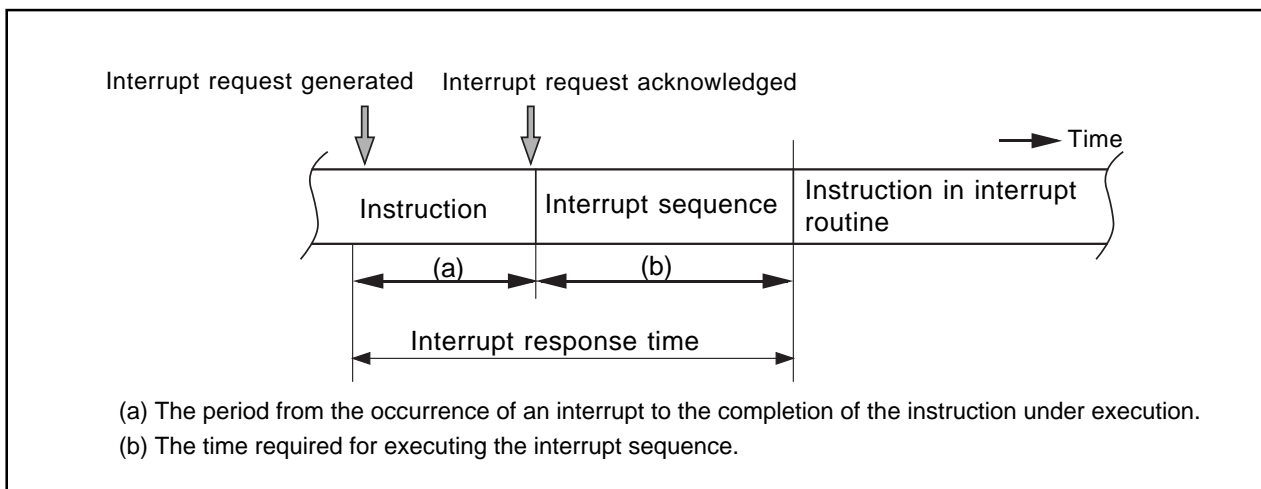 Interrupt request generated
Interrupt request acknowledged
Time
Instruction
Interrupt sequence
Instruction in interrupt
routine
(a)
(b)
Interrupt response time
(a) The period from the occurrence of an interrupt to the completion of the instruction under execution.
(b) The time required for executing the interrupt sequence.